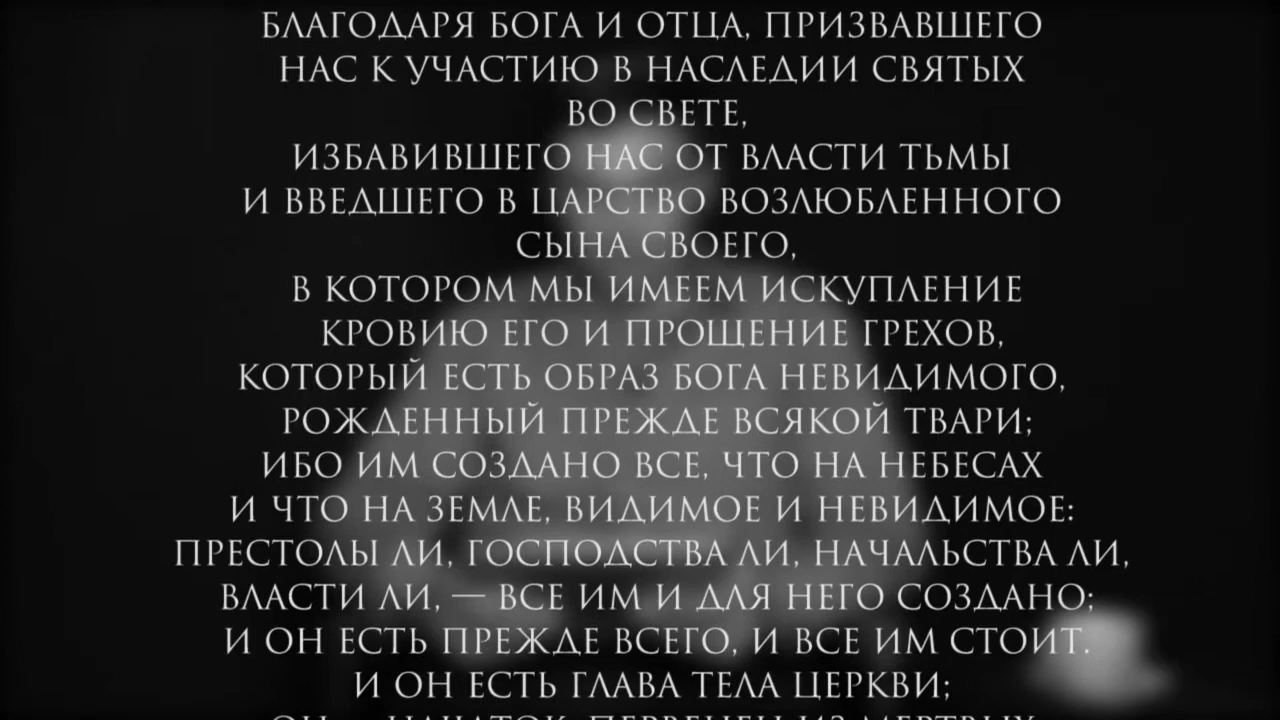 БЛАГОДАРЯ БОГА И ОТЦА, ПРИЗВАВШЕГО
НАС К УЧАСТИЮ В НАСЛЕДИИ СВЯТЫХ
ВО СВЕТЕ,
ИЗБАВИВШЕГО НАС ОТ ВЛАСТИ ТЬМЫ
И ВВЕДШЕГО В ЦАРСТВО ВОЗЛЮБЛЕННОГО
СЫНА СВОЕГО,
В КОТОРОМ МЫ ИМЕЕМ ИСКУПЛЕНИЕ
КРОВИЮ ЕГО И ПРОЩЕНИЕ ГРЕХОВ,
КОТОРЫЙ ЕСТЬ ОБРАЗ БОГА НЕВИДИМОГО,
РОЖДЕННЫЙ ПРЕЖДЕ ВСЯКОЙ ТВАРИ;
ИБО ИМ СОЗДАНО ВСЕ, ЧТО НА НЕБЕСАХ
И ЧТО НА ЗЕМЛЕ, ВИДИМОЕ И НЕВИДИМОЕ:
ПРЕСТОЛЫ ЛИ, ГОСПОДСТВА ЛИ, НАЧАЛЬСТВА ЛИ,
ВЛАСТИ ЛИ, — ВСЕ ИМ И ДЛЯ НЕГО СОЗДАНО;
И ОН ЕСТЬ ПРЕЖДЕ ВСЕГО, И ВСЕ ИМ СТОИТ.
И ОН ЕСТЬ ГЛАВА ТЕЛА ЦЕРКВИ;